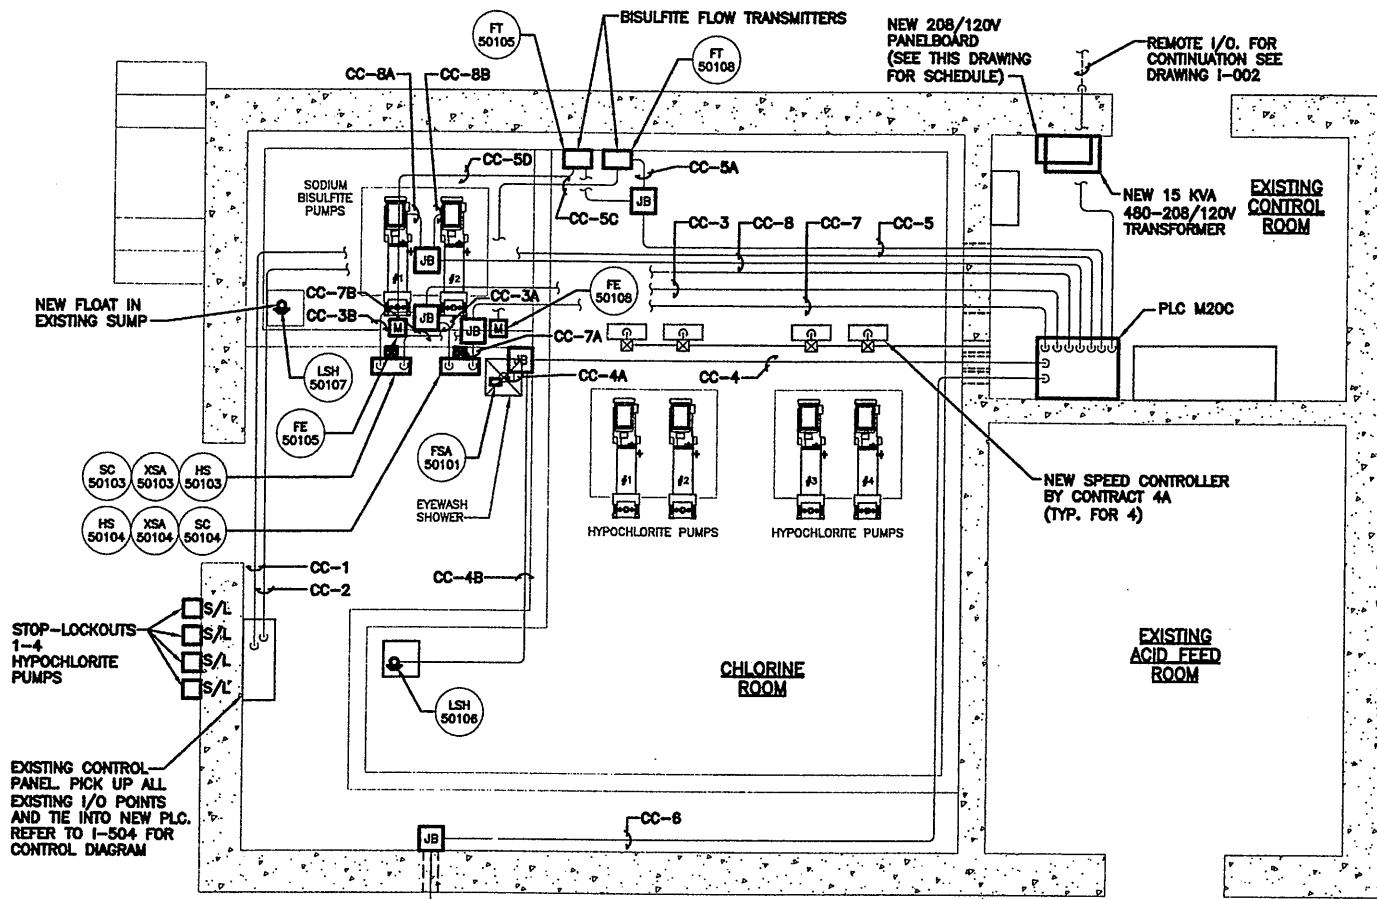 BISULFITE FLOW TRANSMITTERS
FT
50105
FT
50108
NEW 208/120V
PANELBOARD
(SEE THIS DRAWING
FOR SCHEDULE)
REMOTE I/O. FOR
CONTINUATION SEE
DRAWING I-002
CC-8A
CC-8B
CC-5D
CC-5A
SODIUM
BISULFITE
PUMPS
JB
CC-5C
CC-3
CC-8
CC-7
CC-5
NEW 15 KVA
480-208/120V
TRANSFORMER
EXISTING
CONTROL
ROOM
JB
#1
#2
NEW FLOAT IN
EXISTING SUMP
CC-7B
CC-3B
CC-3A
FE
50108
PLC M20C
JB
M
JB
M
CC-7A
JB
LSH
50107
CC-4A
CC-4
FE
50105
FSA
50101
SC
50103
XSA
50103
HS
50103
HS
50104
XSA
50104
SC
50104
EYEWASH
SHOWER
#1
#2
#3
#4
HYPOCHLORITE PUMPS
HYPOCHLORITE PUMPS
NEW SPEED CONTROLLER
BY CONTRACT 4A
(TYP. FOR 4)
CC-1
CC-2
CC-4B
STOP-LOCKOUTS
1-4
HYPOCHLORITE
PUMPS
S/L
S/L
S/L
S/L
LSH
50106
CHLORINE
ROOM
EXISTING
ACID FEED
ROOM
EXISTING CONTROL
PANEL. PICK UP ALL
EXISTING I/O POINTS
AND TIE INTO NEW PLC.
REFER TO I-504 FOR
CONTROL DIAGRAM
JB
CC-6